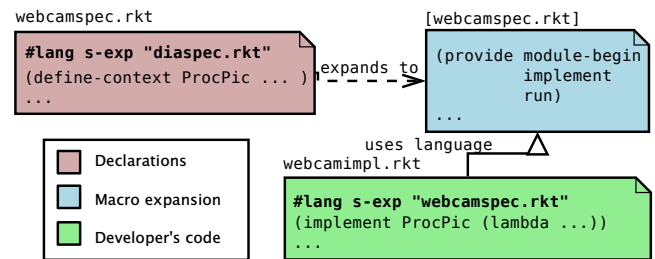 webcamspec.rkt
#lang s-exp "diaspec.rkt"
(define-context ProcPic ... )
...
expands to
[webcamspec.rkt]
(provide module-begin
implement
run)
...
uses language
webcamimpl.rkt
#lang s-exp "webcamspec.rkt"
(implement ProcPic (lambda ...))
...
Declarations
Macro expansion
Developer's code